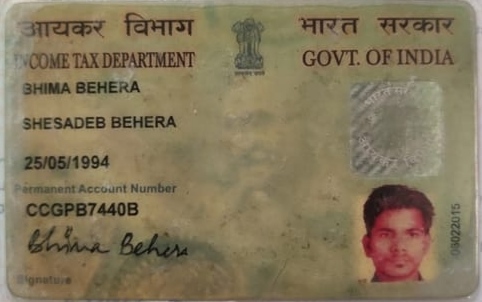 आयकर विभाग
भारत सरकार
INCOME TAX DEPARTMENT
GOVT. OF INDIA
BHIMA BEHERA
SHESADEB BEHERA
25/05/1994
Permanent Account Number
CCGPB7440B
Bhima Behera
Signature
08022015